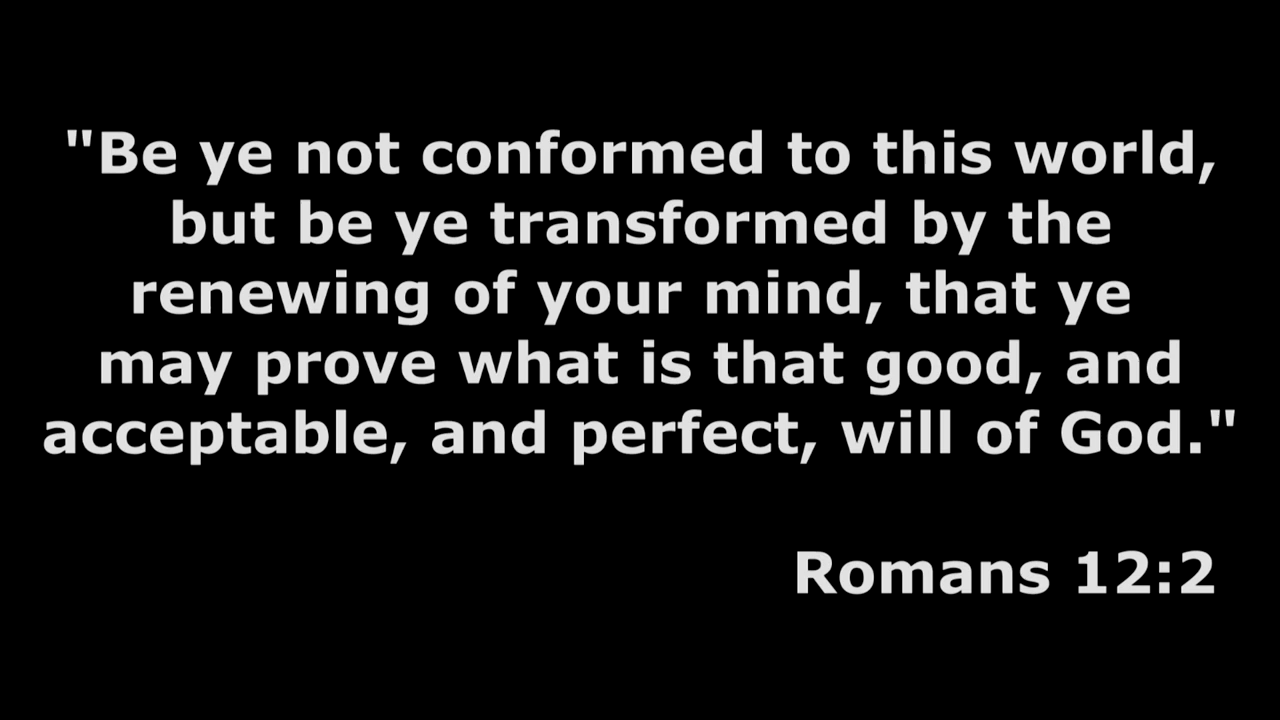 "Be ye not conformed to this world,
but be ye transformed by the
renewing of your mind, that ye
may prove what is that good, and
acceptable, and perfect, will of God."
Romans 12:2